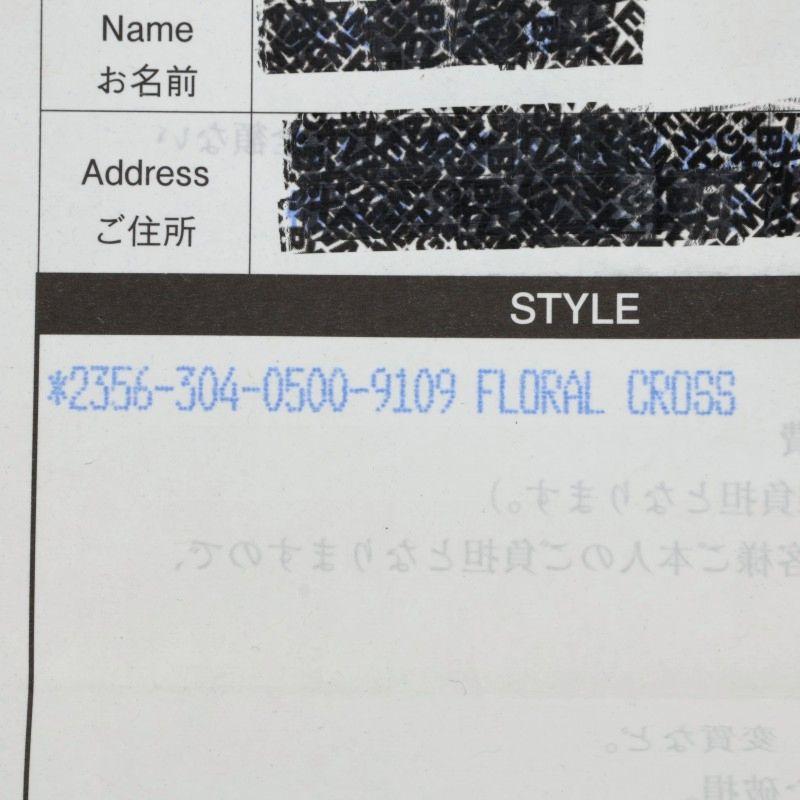 Name
お名前
Address
ご住所
STYLE
*2356-304-0500-9109 FLORAL CROSS